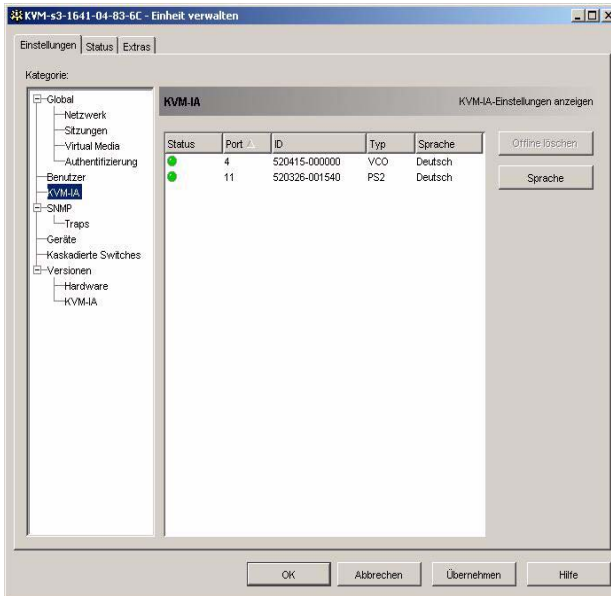 KVM-s3-1641-04-83-6C - Einheit verwalten
Einstellungen Status Extras
Kategorie:
Global
Netzwerk
Sitzungen
Virtual Media
Authentifizierung
Benutzer
KVM-IA
SNMP
Traps
Geräte
Kaskadierte Switches
Versionen
Hardware
KVM-IA
KVM-IA KVM-IA-Einstellungen anzeigen
Status Port ID Typ Sprache
4 520415-000000 VCO Deutsch
11 520326-001540 PS2 Deutsch
Offline löschen
Sprache
OK Abbrechen Übernehmen Hilfe